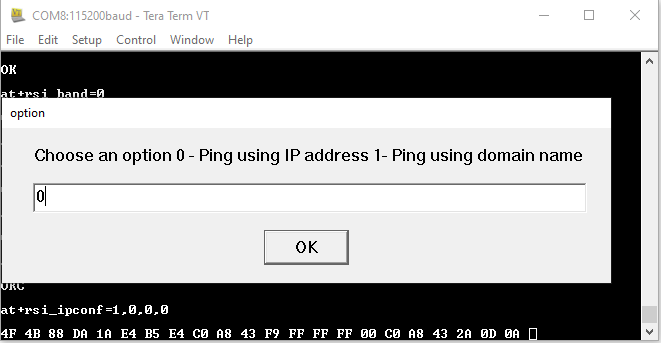 COM8:115200baud - Tera Term VT
File Edit Setup Control Window Help
OK
at+rsi_band=0
option
Choose an option 0 - Ping using IP address 1- Ping using domain name
0
OK
at+rsi_ipconf=1,0,0,0
4F 4B 88 DA 1A E4 B5 E4 C0 A8 43 F9 FF FF FF 00 C0 A8 43 2A 0D 0A